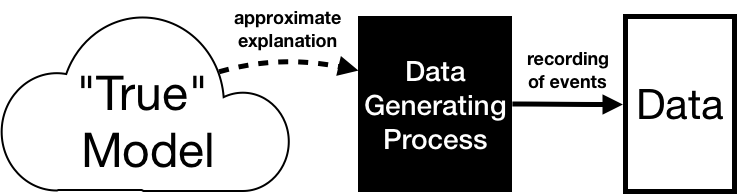 "True"
Model
approximate
explanation
Data
Generating
Process
recording
of events
Data